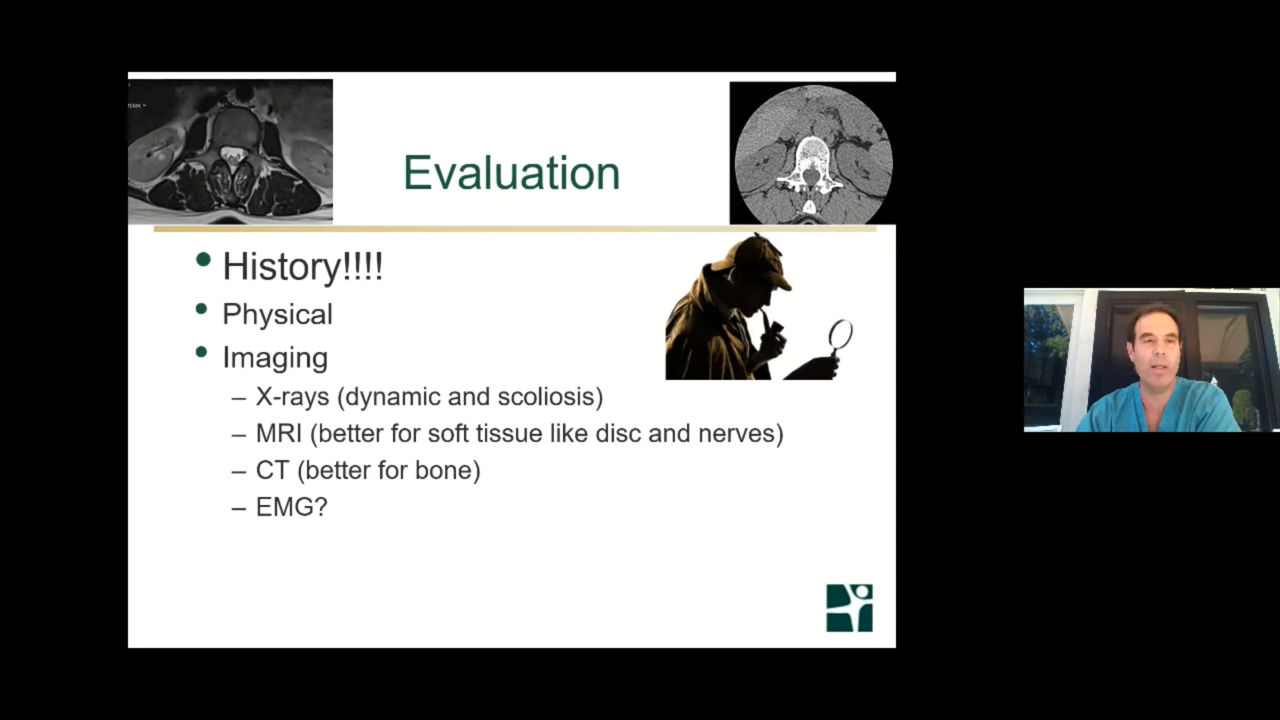 Evaluation
• History!!!!
• Physical
• Imaging
– X-rays (dynamic and scoliosis)
– MRI (better for soft tissue like disc and nerves)
– CT (better for bone)
– EMG?